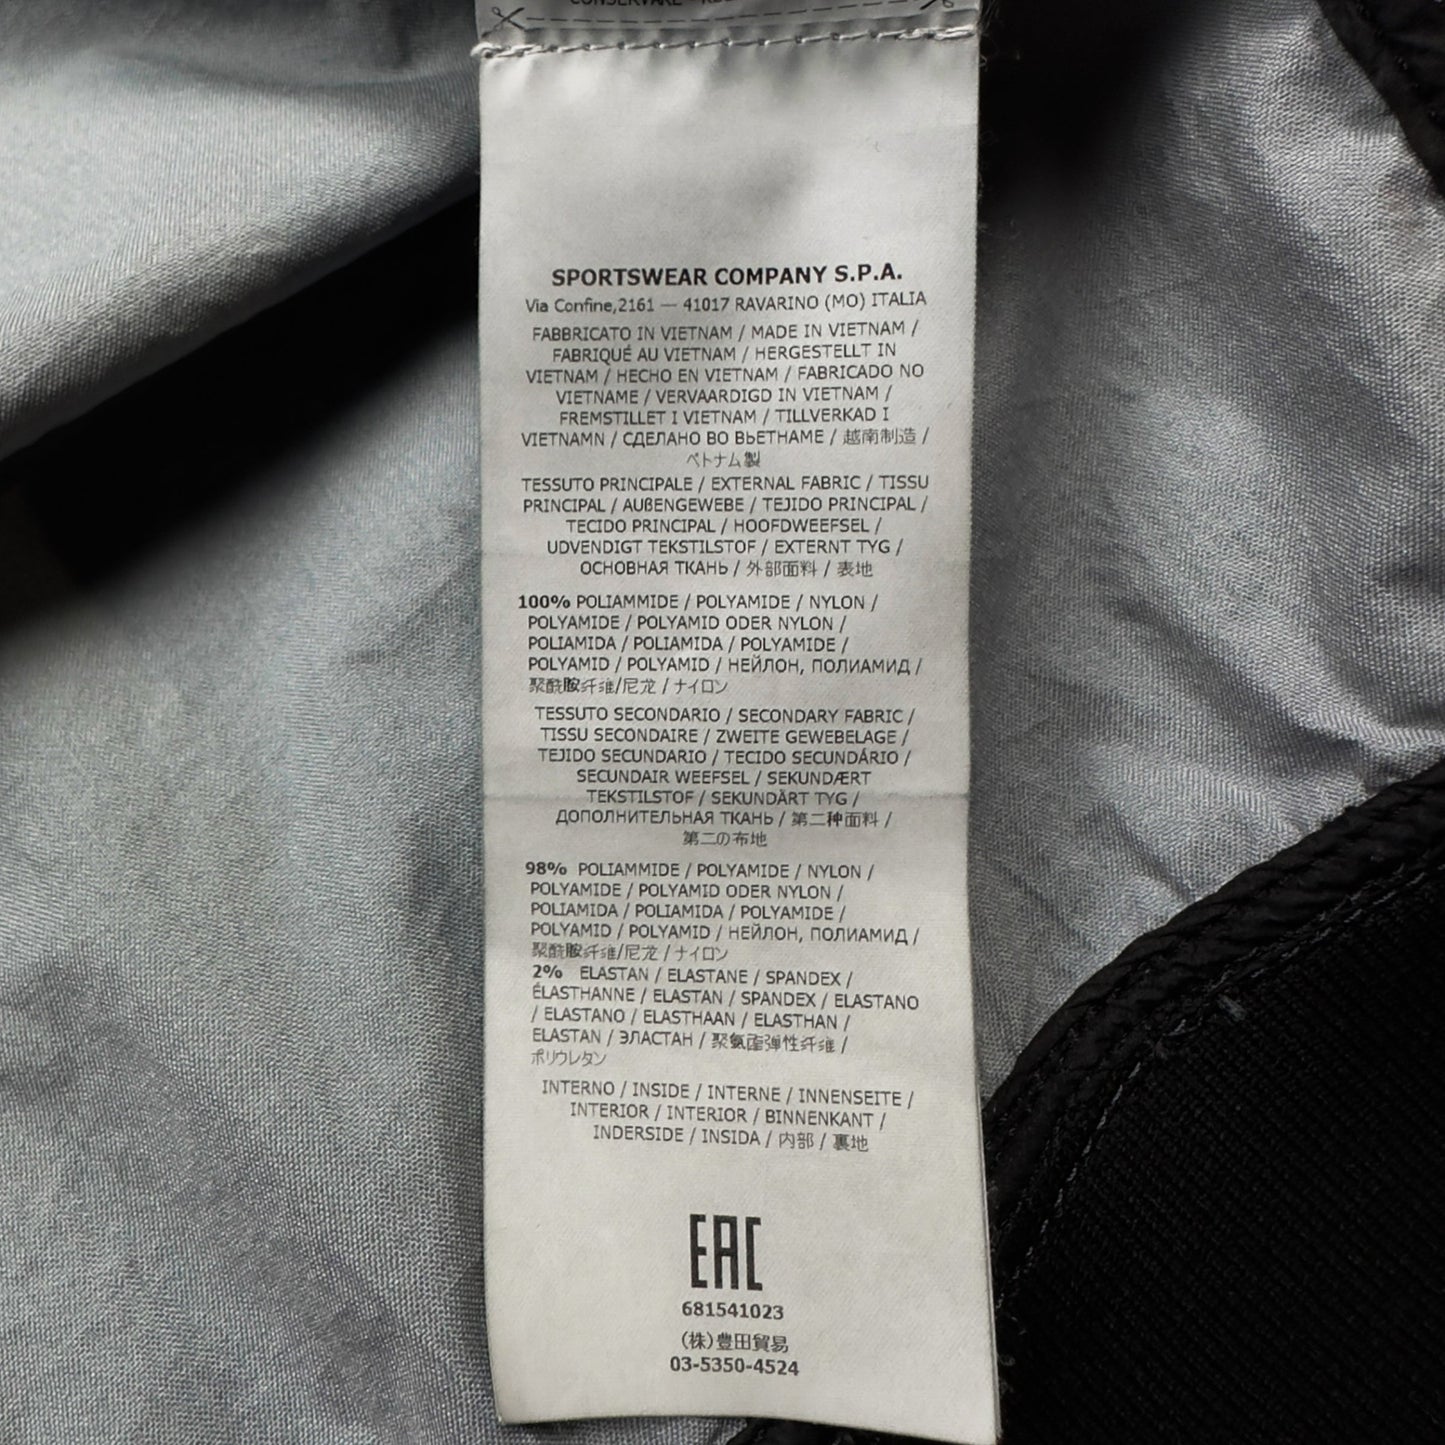 CONSERVARE
SPORTSWEAR COMPANY S.P.A.
Via Confine,2161 — 41017 RAVARINO (MO) ITALIA
FABBRICATO IN VIETNAM / MADE IN VIETNAM /
FABRIQUÉ AU VIETNAM / HERGESTELLT IN
VIETNAM / HECHO EN VIETNAM / FABRICADO NO
VIETNAME / VERVAARDIGD IN VIETNAM /
FREMSTILLET I VIETNAM / TILLVERKAD I
VIETNAMN / СДЕЛАНО ВО ВЬЕТНАМЕ / 越南制造 /
ベトナム製
TESSUTO PRINCIPALE / EXTERNAL FABRIC / TISSU
PRINCIPAL / AUßENGEWEBE / TEJIDO PRINCIPAL /
TECIDO PRINCIPAL / HOOFDWEEFSEL /
UDVENDIGT TEKSTILSTOF / EXTERNT TYG /
ОСНОВНАЯ ТКАНЬ / 外部面料 / 表地
100% POLIAMMIDE / POLYAMIDE / NYLON /
POLYAMIDE / POLYAMID ODER NYLON /
POLIAMIDA / POLIAMIDA / POLYAMIDE /
POLYAMID / POLYAMID / НЕЙЛОН, ПОЛИАМИД /
聚酰胺纤维/尼龙 / ナイロン
TESSUTO SECONDARIO / SECONDARY FABRIC /
TISSU SECONDAIRE / ZWEITE GEWEBELAGE /
TEJIDO SECUNDARIO / TECIDO SECUNDÁRIO /
SECUNDAIR WEEFSEL / SEKUNDÆRT
TEKSTILSTOF / SEKUNDÄRT TYG /
ДОПОЛНИТЕЛЬНАЯ ТКАНЬ / 第二种面料 /
第二の布地
98% POLIAMMIDE / POLYAMIDE / NYLON /
POLYAMIDE / POLYAMID ODER NYLON /
POLIAMIDA / POLIAMIDA / POLYAMIDE /
POLYAMID / POLYAMID / НЕЙЛОН, ПОЛИАМИД /
聚酰胺纤维/尼龙 / ナイロン
2% ELASTAN / ELASTANE / SPANDEX /
ÉLASTHANNE / ELASTAN / SPANDEX / ELASTANO
/ ELASTANO / ELASTHAAN / ELASTHAN /
ELASTAN / ЭЛАСТАН / 聚氨酯弹性纤维 /
ポリウレタン
INTERNO / INSIDE / INTERNE / INNENSEITE /
INTERIOR / INTERIOR / BINNENKANT /
INDERSIDE / INSIDA / 内部 / 裏地
EAC
681541023
(株)豊田貿易
03-5350-4524